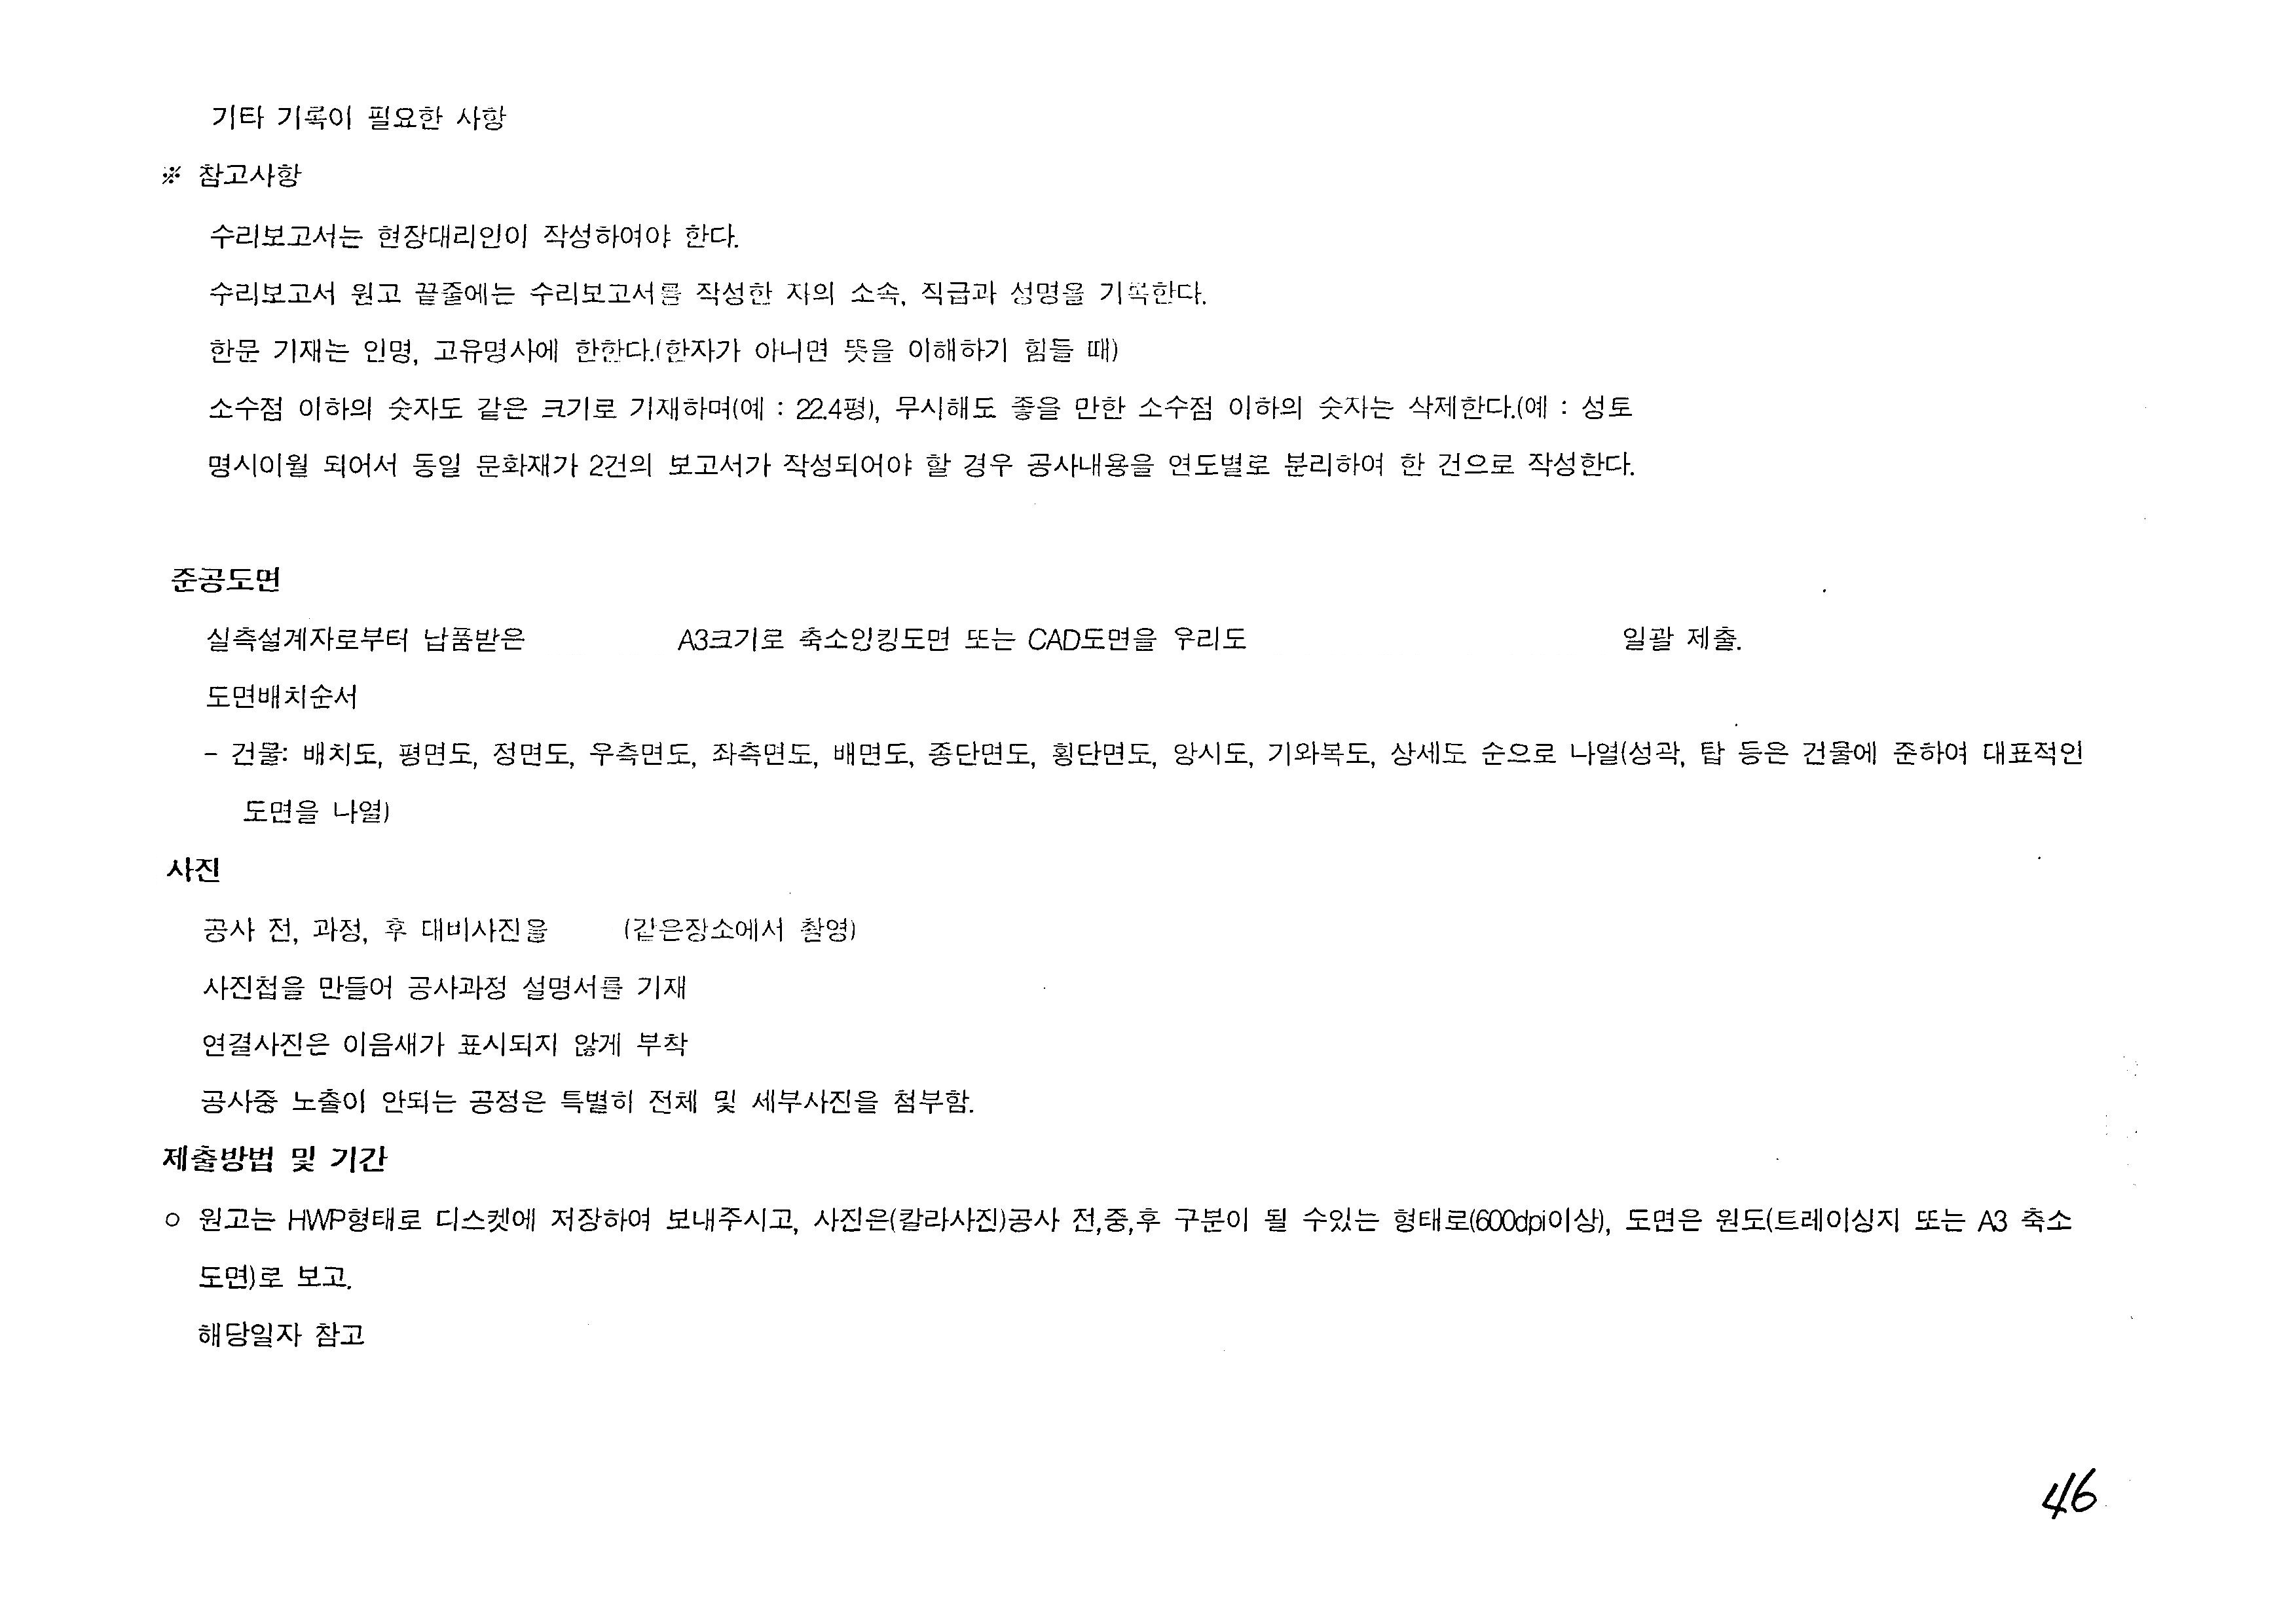 기타 기록이 필요한 사항
※ 참고사항
수리보고서는 현장대리인이 작성하여야 한다.
수리보고서 원고 끝줄에는 수리보고서를 작성한 자의 소속, 직급과 성명을 기록한다.
한문 기재는 인명, 고유명사에 한한다.(한자가 아니면 뜻을 이해하기 힘들 때)
소수점 이하의 숫자도 같은 크기로 기재하며(예 : 22.4평), 무시해도 좋을 만한 소수점 이하의 숫자는 삭제한다.(예 : 성토
명시이월 되어서 동일 문화재가 2건의 보고서가 작성되어야 할 경우 공사내용을 연도별로 분리하여 한 건으로 작성한다.
준공도면
실측설계자로부터 납품받은 A3크기로 축소잉킹도면 또는 CAD도면을 우리도 일괄 제출.
도면배치순서
- 건물: 배치도, 평면도, 정면도, 우측면도, 좌측면도, 배면도, 종단면도, 횡단면도, 앙시도, 기와복도, 상세도 순으로 나열(성곽, 탑 등은 건물에 준하여 대표적인
도면을 나열)
사진
공사 전, 과정, 후 대비사진을 (같은장소에서 촬영)
사진첩을 만들어 공사과정 설명서를 기재
연결사진은 이음새가 표시되지 않게 부착
공사중 노출이 안되는 공정은 특별히 전체 및 세부사진을 첨부함.
제출방법 및 기간
○ 원고는 HWP형태로 디스켓에 저장하여 보내주시고, 사진은(칼라사진)공사 전,중,후 구분이 될 수있는 형태로(600dpi이상), 도면은 원도(트레이싱지 또는 A3 축소
도면)로 보고.
해당일자 참고
46